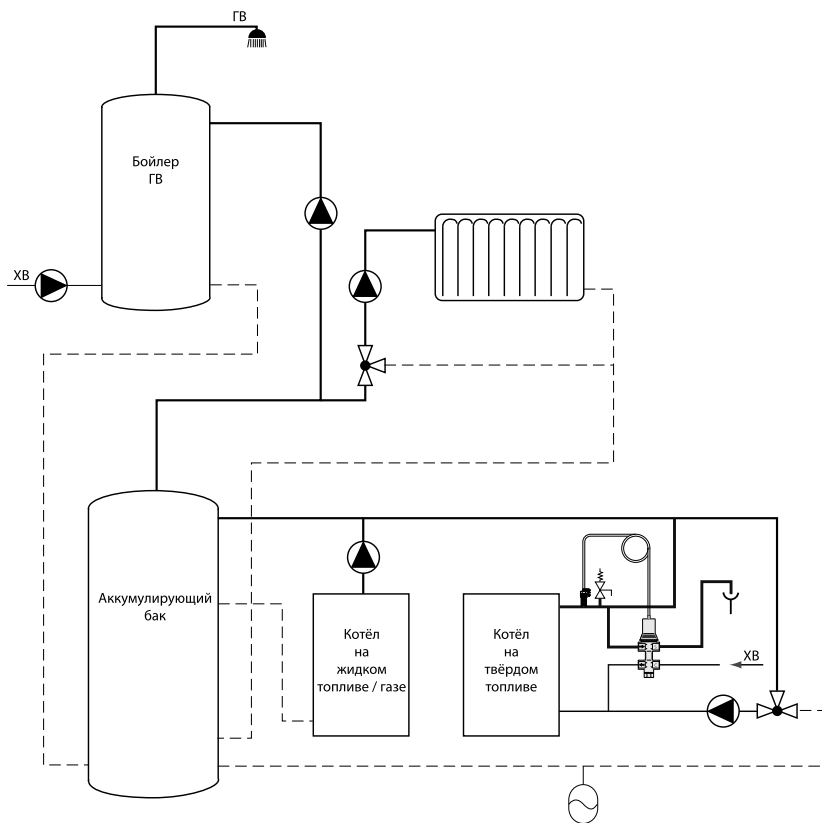 ГВ
Бойлер
ГВ
ХВ
Аккумулирующий
бак
Котёл
на
жидком
топливе / газе
Котёл
на
твёрдом
топливе
ХВ